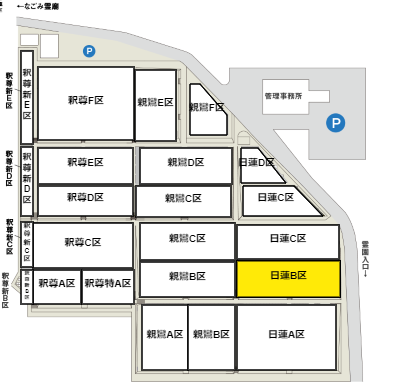 ←なごみ霊廟
P
釈尊新E区
区E新尊釈
釈尊F区
親鸞E区
親鸞F区
管理事務所
P
区D新尊釈
釈尊新D区
釈尊E区
親鸞D区
日蓮D区
釈尊D区
親鸞C区
日蓮C区
区C新尊釈
釈尊新C区
釈尊C区
親鸞C区
日蓮C区
霊園入口→
区B新尊釈
釈尊A区
釈尊特A区
親鸞B区
日蓮B区
親鸞A区
親鸞B区
日蓮A区